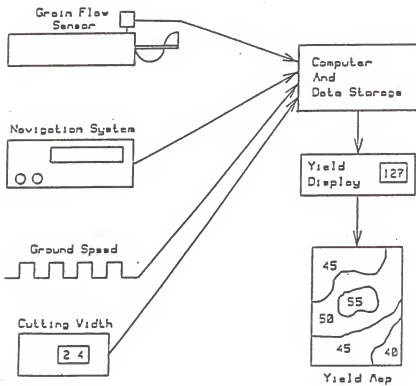 Grain Flow
Sensor
Computer
And
Data Storage
Navigation System
Yield
Display
127
Ground Speed
45
55
50
45
40
Cutting Width
2 4
Yield Map